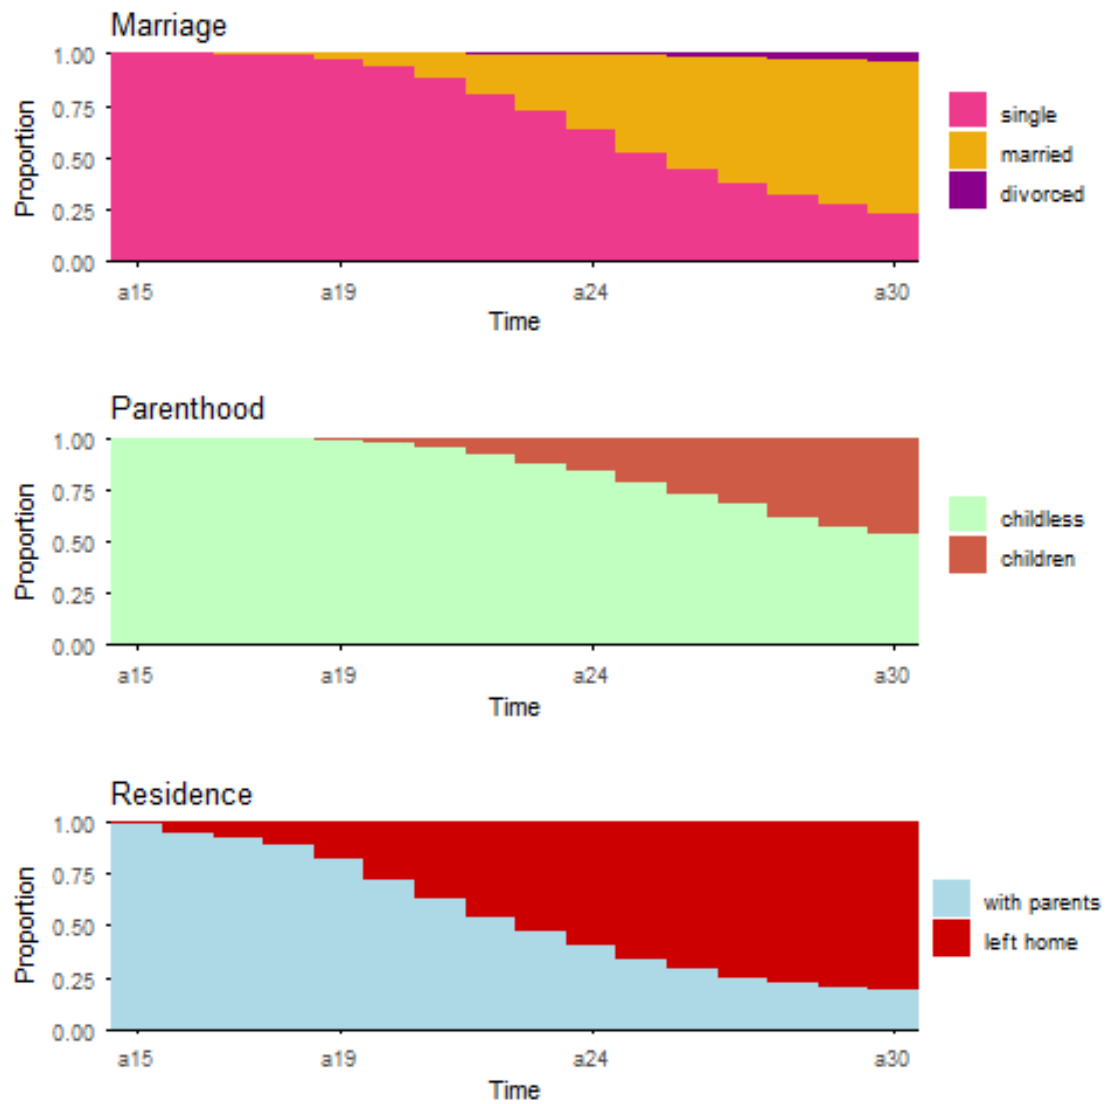 Marriage
Proportion
1.00
0.75
0.50
0.25
0.00
a15 a19 a24 a30
Time
single
married
divorced
Parenthood
Proportion
1.00
0.75
0.50
0.25
0.00
a15 a19 a24 a30
Time
childless
children
Residence
Proportion
1.00
0.75
0.50
0.25
0.00
a15 a19 a24 a30
Time
with parents
left home